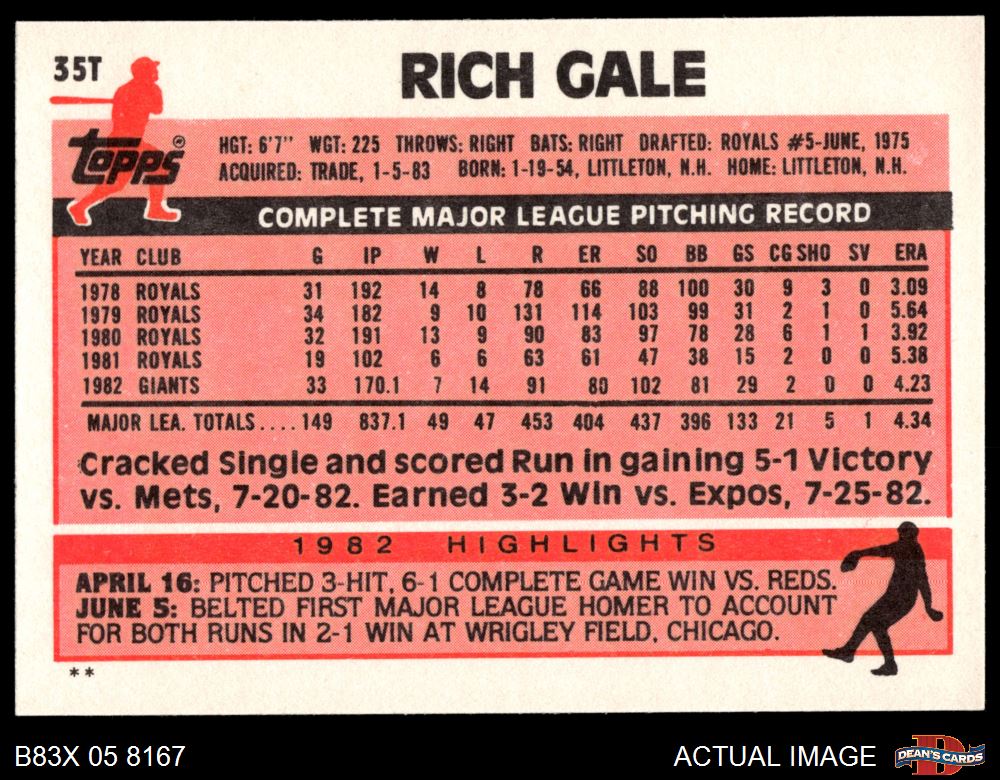 35T
RICH GALE
Topps ®
HGT: 6'7" WGT: 225 THROWS: RIGHT BATS: RIGHT DRAFTED: ROYALS #5-JUNE, 1975
ACQUIRED: TRADE, 1-5-83 BORN: 1-19-54, LITTLETON, N.H. HOME: LITTLETON, N.H.
COMPLETE MAJOR LEAGUE PITCHING RECORD
YEAR CLUB G IP W L R ER SO BB GS CG SHO SV ERA
1978 ROYALS 31 192 14 8 78 66 88 100 30 9 3 0 3.09
1979 ROYALS 34 182 9 10 131 114 103 99 31 2 1 0 5.64
1980 ROYALS 32 191 13 9 90 83 97 78 28 6 1 1 3.92
1981 ROYALS 19 102 6 6 63 61 47 38 15 2 0 0 5.38
1982 GIANTS 33 170.1 7 14 91 80 102 81 29 2 0 0 4.23
MAJOR LEA. TOTALS.... 149 837.1 49 47 453 404 437 396 133 21 5 1 4.34
Cracked Single and scored Run in gaining 5-1 Victory
vs. Mets, 7-20-82. Earned 3-2 Win vs. Expos, 7-25-82.
1982 HIGHLIGHTS
APRIL 16: PITCHED 3-HIT, 6-1 COMPLETE GAME WIN VS. REDS.
JUNE 5: BELTED FIRST MAJOR LEAGUE HOMER TO ACCOUNT
FOR BOTH RUNS IN 2-1 WIN AT WRIGLEY FIELD, CHICAGO.
**
B83X 05 8167
ACTUAL IMAGE
D
DEAN'S CARDS